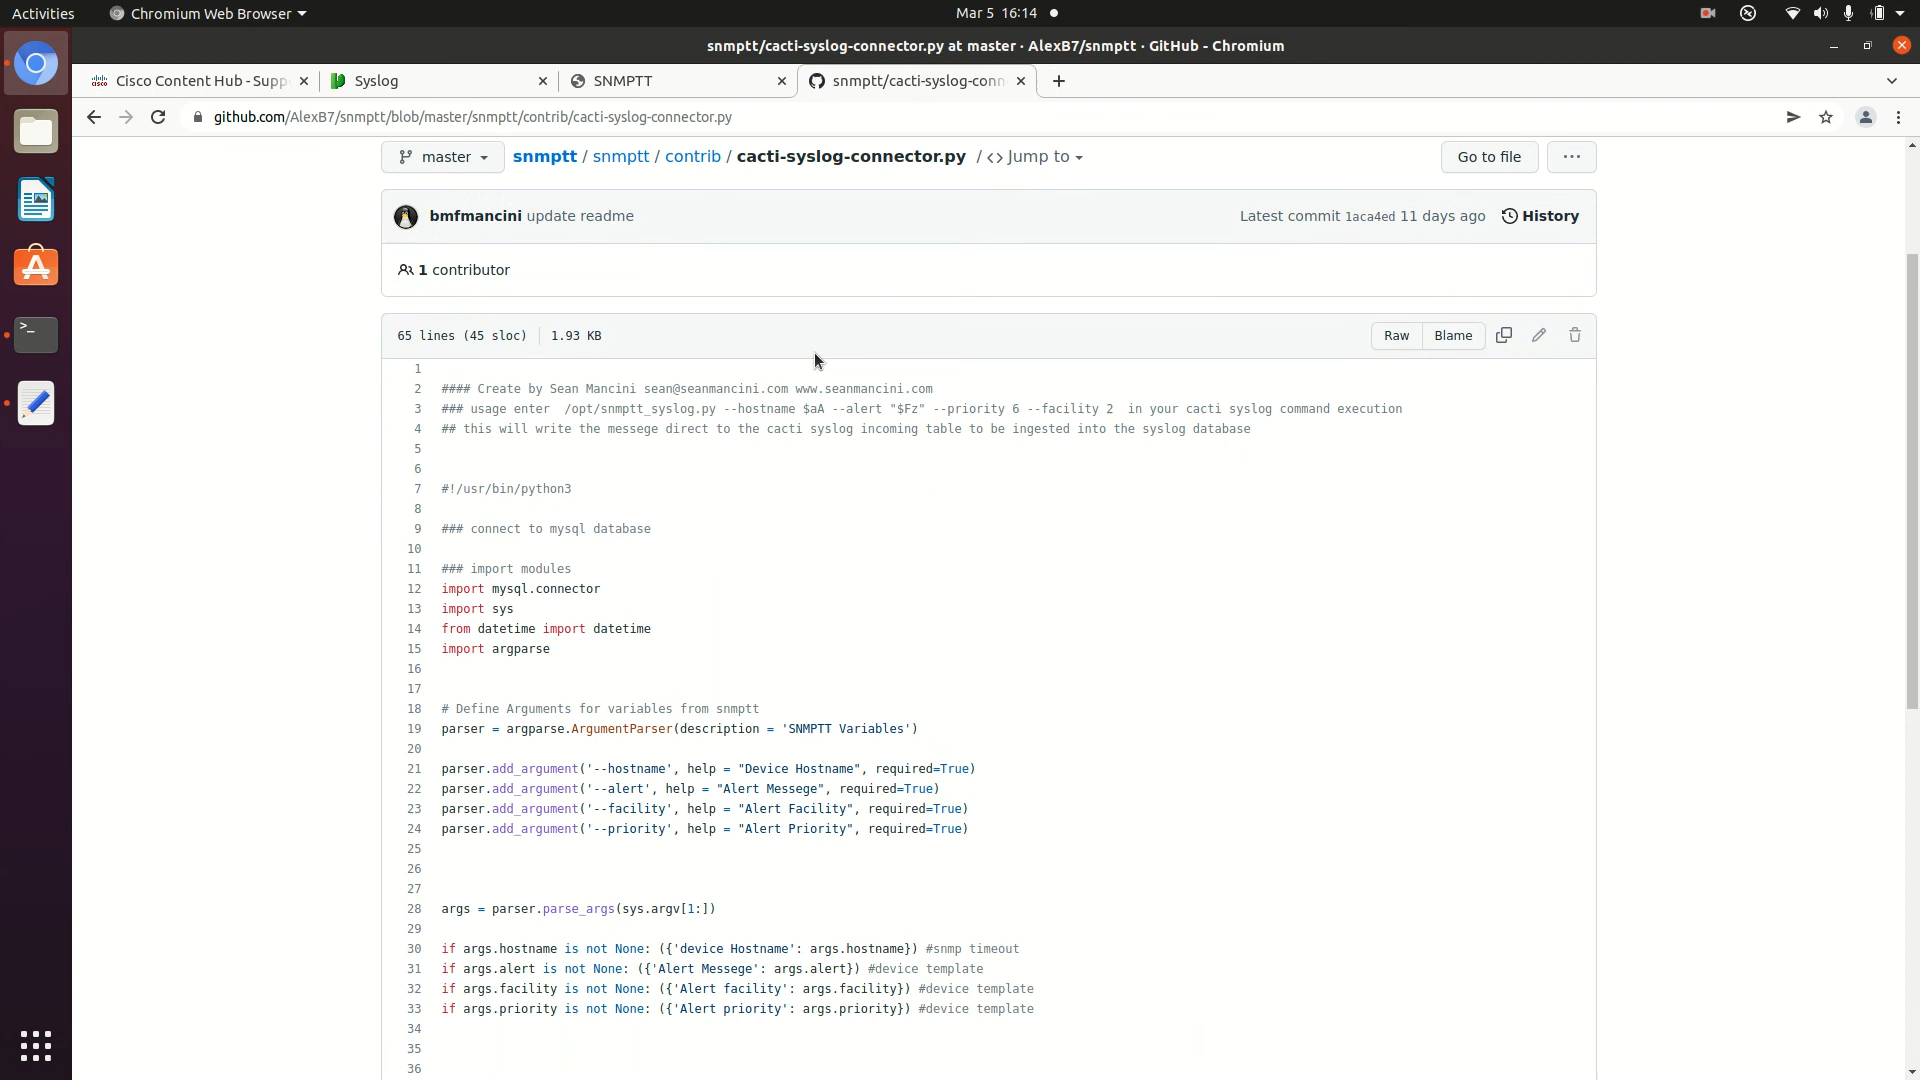 Activities Chromium Web Browser Mar 5 16:14
snmptt/cacti-syslog-connector.py at master · AlexB7/snmptt · GitHub - Chromium
Cisco Content Hub - Supp Syslog SNMPTT snmptt/cacti-syslog-conn
github.com/AlexB7/snmptt/blob/master/snmptt/contrib/cacti-syslog-connector.py
master snmptt / snmptt / contrib / cacti-syslog-connector.py / <> Jump to Go to file ...
bmfmancini update readme Latest commit 1aca4ed 11 days ago History
1 contributor
65 lines (45 sloc) 1.93 KB Raw Blame
1
2 #### Create by Sean Mancini sean@seanmancini.com www.seanmancini.com
3 ### usage enter  /opt/snmptt_syslog.py --hostname $aA --alert "$Fz" --priority 6 --facility 2  in your cacti syslog command execution
4 ## this will write the messege direct to the cacti syslog incoming table to be ingested into the syslog database
5
6
7 #!/usr/bin/python3
8
9 ### connect to mysql database
10
11 ### import modules
12 import mysql.connector
13 import sys
14 from datetime import datetime
15 import argparse
16
17
18 # Define Arguments for variables from snmptt
19 parser = argparse.ArgumentParser(description = 'SNMPTT Variables')
20
21 parser.add_argument('--hostname', help = "Device Hostname", required=True)
22 parser.add_argument('--alert', help = "Alert Messege", required=True)
23 parser.add_argument('--facility', help = "Alert Facility", required=True)
24 parser.add_argument('--priority', help = "Alert Priority", required=True)
25
26
27
28 args = parser.parse_args(sys.argv[1:])
29
30 if args.hostname is not None: ({'device Hostname': args.hostname}) #snmp timeout
31 if args.alert is not None: ({'Alert Messege': args.alert}) #device template
32 if args.facility is not None: ({'Alert facility': args.facility}) #device template
33 if args.priority is not None: ({'Alert priority': args.priority}) #device template
34
35
36